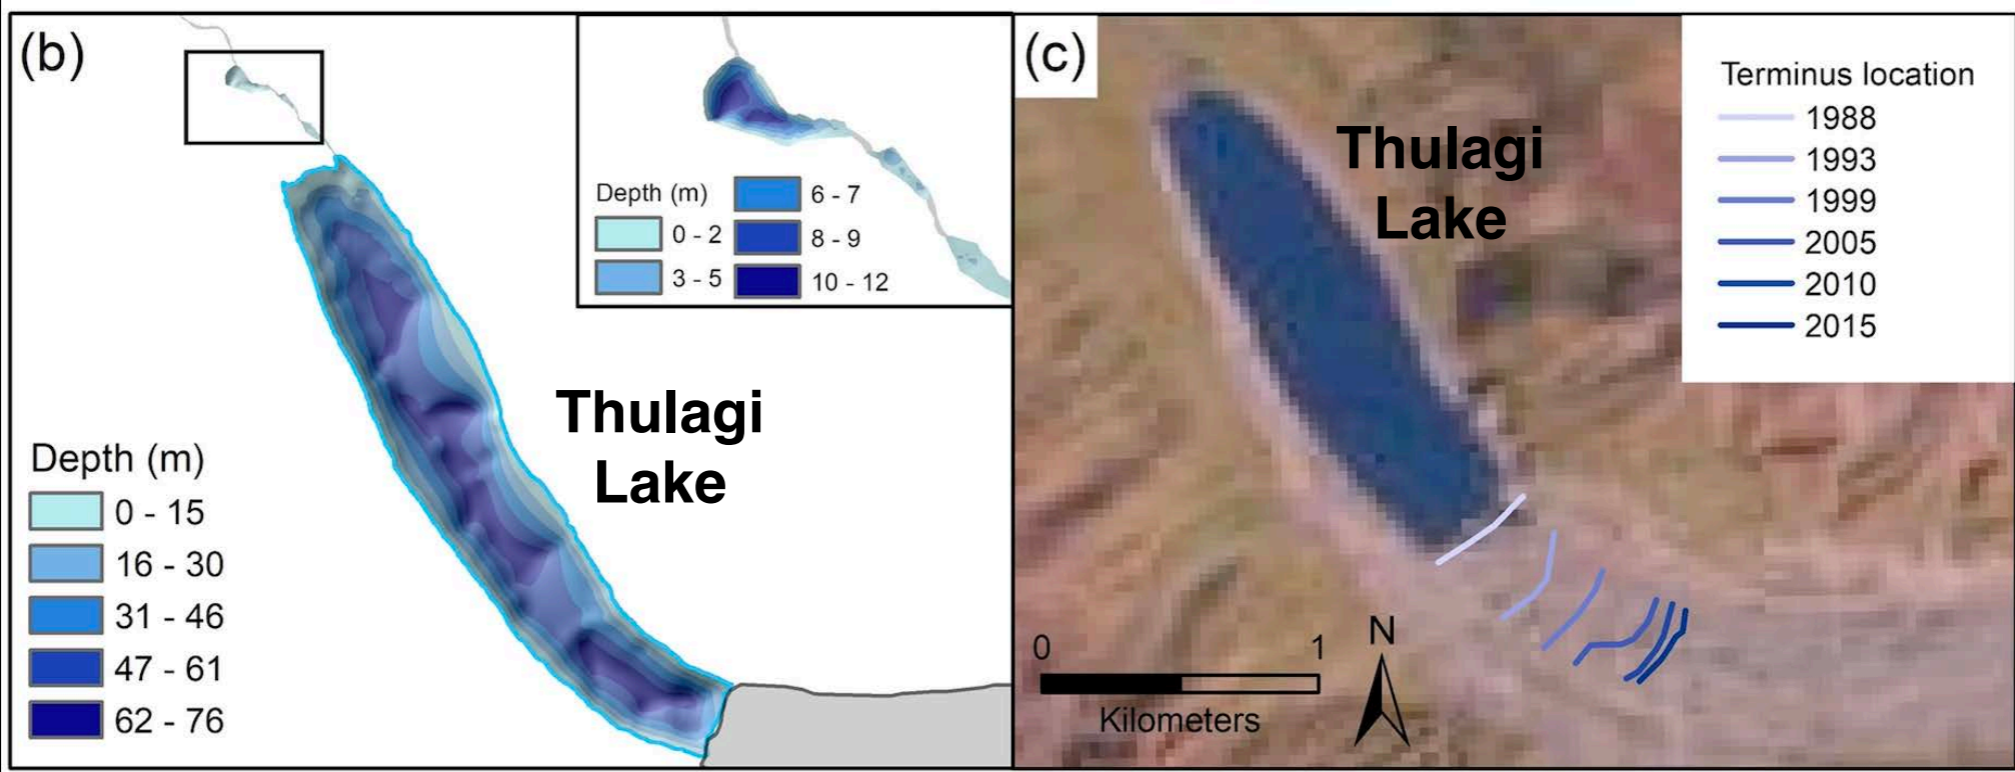 (b)
Depth (m)
0 - 2
3 - 5
6 - 7
8 - 9
10 - 12
Thulagi
Lake
Depth (m)
0 - 15
16 - 30
31 - 46
47 - 61
62 - 76
(c)
Thulagi
Lake
Terminus location
1988
1993
1999
2005
2010
2015
0
1
Kilometers
N